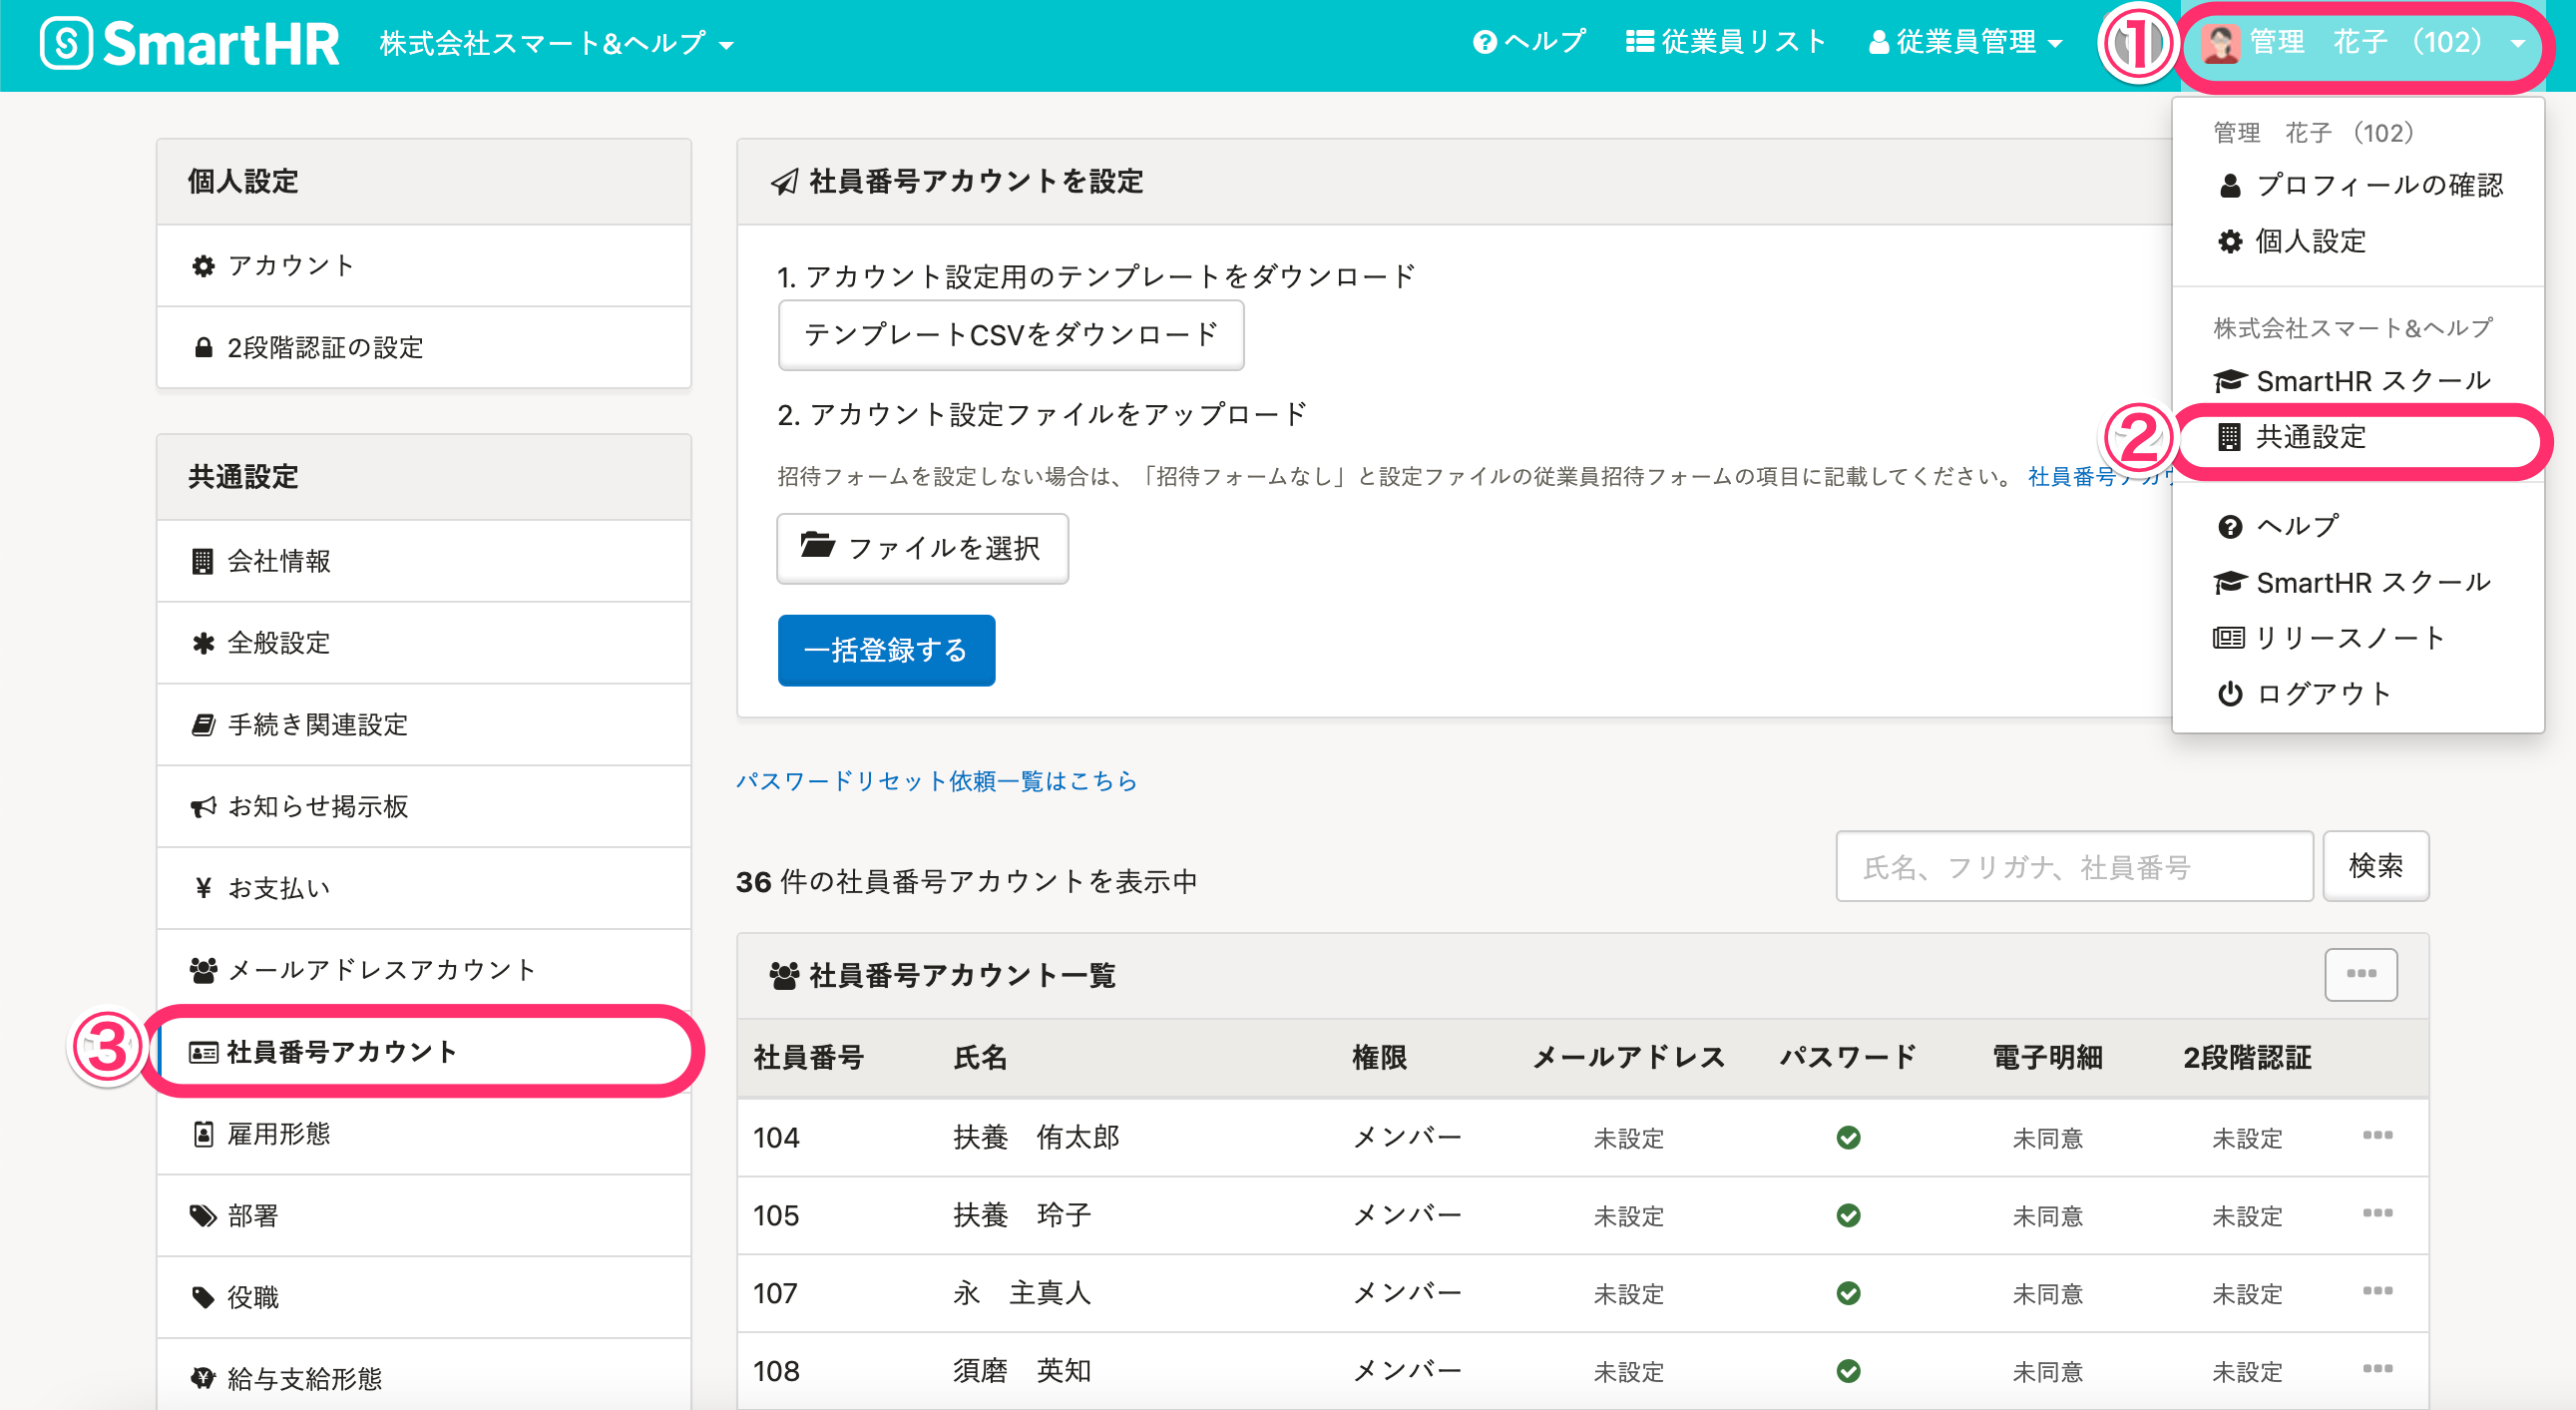 SmartHR 株式会社スマート&ヘルプ ヘルプ 従業員リスト 従業員管理 ① 管理　花子（102）
管理　花子（102）
プロフィールの確認
個人設定
株式会社スマート&ヘルプ
SmartHR スクール
② 共通設定
ヘルプ
SmartHR スクール
リリースノート
ログアウト
個人設定
アカウント
2段階認証の設定
共通設定
会社情報
全般設定
手続き関連設定
お知らせ掲示板
¥ お支払い
メールアドレスアカウント
③ 社員番号アカウント
雇用形態
部署
役職
給与支給形態
社員番号アカウントを設定
1. アカウント設定用のテンプレートをダウンロード
テンプレートCSVをダウンロード
2. アカウント設定ファイルをアップロード
招待フォームを設定しない場合は、「招待フォームなし」と設定ファイルの従業員招待フォームの項目に記載してください。 社員番号アカウ
ファイルを選択
一括登録する
パスワードリセット依頼一覧はこちら
36 件の社員番号アカウントを表示中
氏名、フリガナ、社員番号 検索
社員番号アカウント一覧
社員番号 氏名 権限 メールアドレス パスワード 電子明細 2段階認証
104 扶養　侑太郎 メンバー 未設定 未同意 未設定
105 扶養　玲子 メンバー 未設定 未同意 未設定
107 永　主真人 メンバー 未設定 未同意 未設定
108 須磨　英知 メンバー 未設定 未同意 未設定